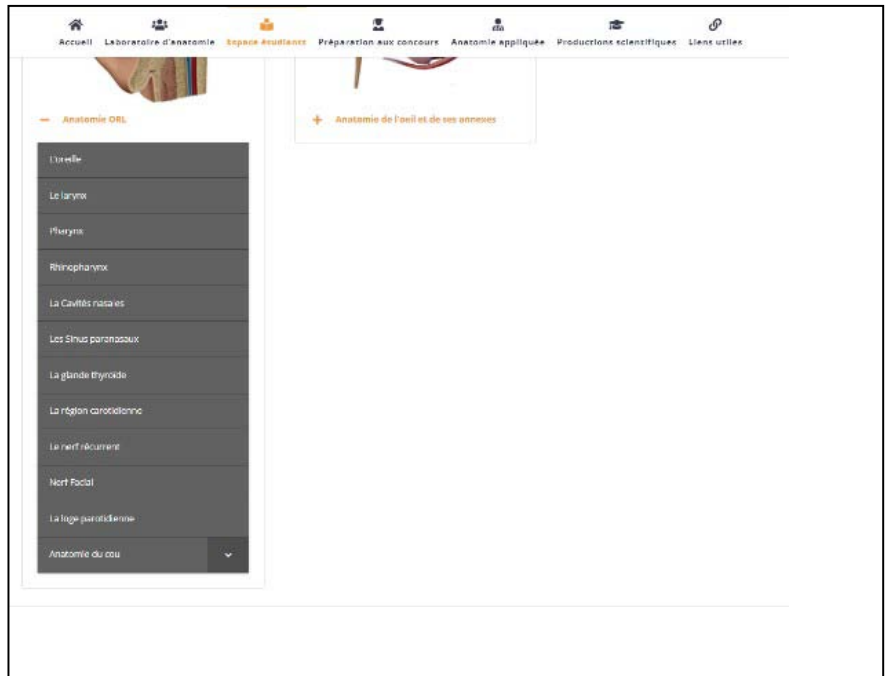 Accueil Laboratoire d'anatomie Espace étudiants Préparation aux concours Anatomie appliquée Productions scientifiques Liens utiles
— Anatomie ORL
+ Anatomie de l'oeil et de ses annexes
L'oreille
Le larynx
Pharynx
Rhinopharynx
La Cavités nasales
Les Sinus paranasaux
La glande thyroïde
La région carotidienne
Le nerf récurrent
Nerf Facial
La loge parotidienne
Anatomie du cou